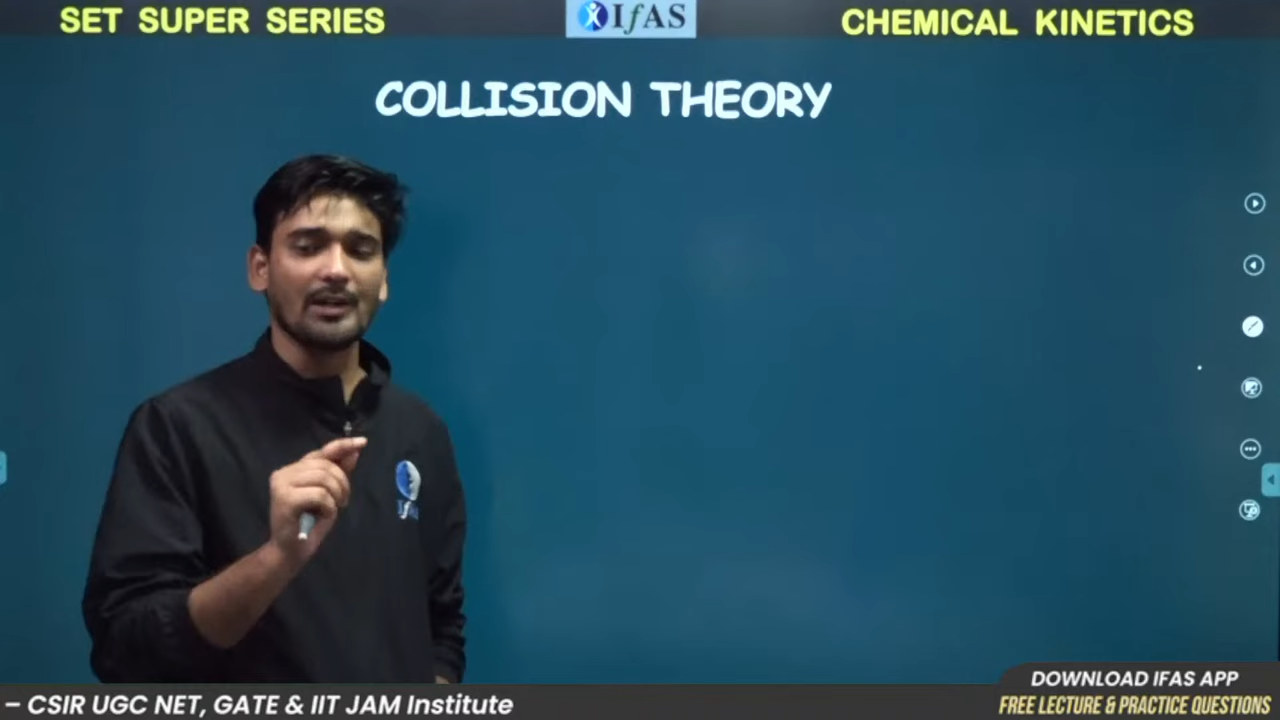 SET SUPER SERIES
IfAS
CHEMICAL KINETICS
COLLISION THEORY
DOWNLOAD IFAS APP
– CSIR UGC NET, GATE & IIT JAM Institute
FREE LECTURE & PRACTICE QUESTIONS